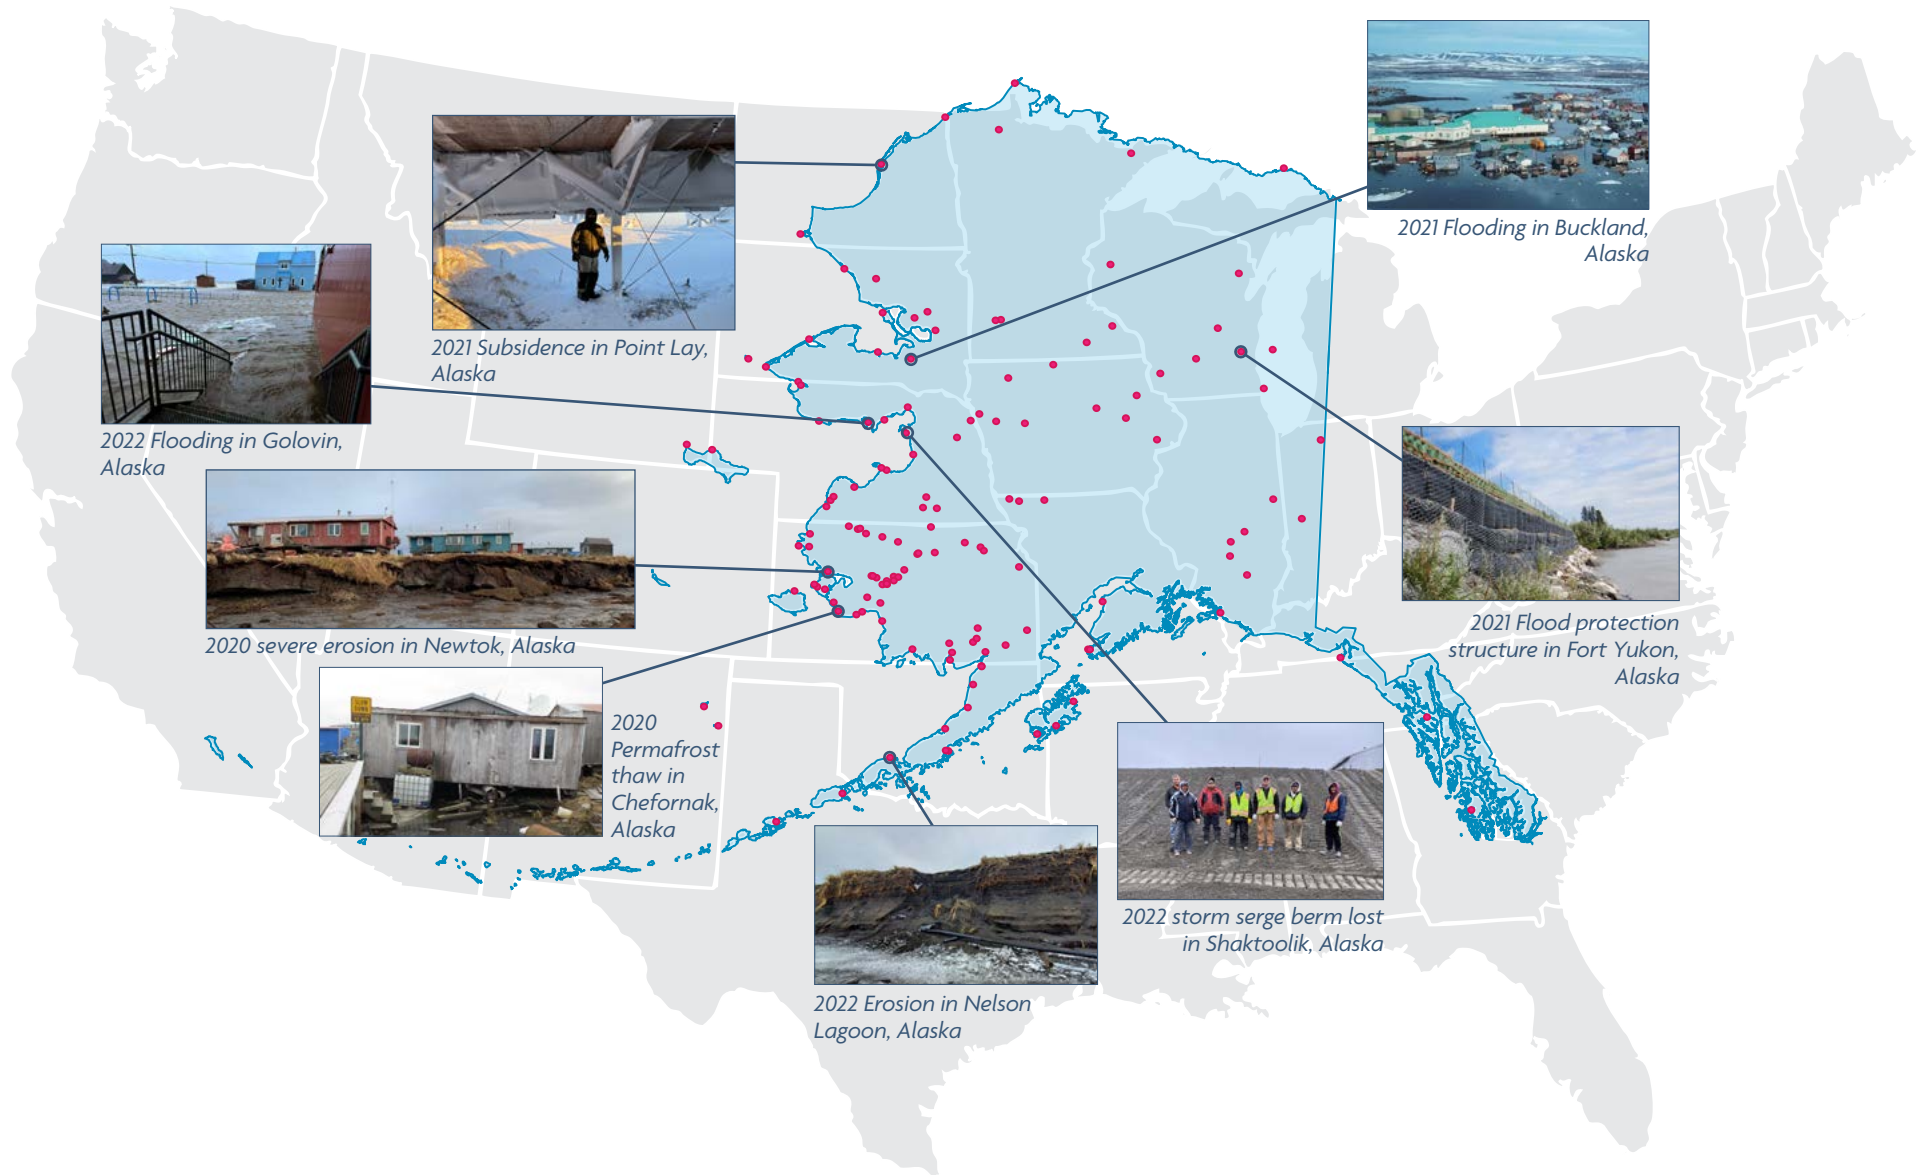 2021 Flooding in Buckland,
Alaska
2021 Subsidence in Point Lay,
Alaska
2022 Flooding in Golovin,
Alaska
2020 severe erosion in Newtok, Alaska
2021 Flood protection
structure in Fort Yukon,
Alaska
2020
Permafrost
thaw in
Chefornak,
Alaska
2022 storm serge berm lost
in Shaktoolik, Alaska
2022 Erosion in Nelson
Lagoon, Alaska